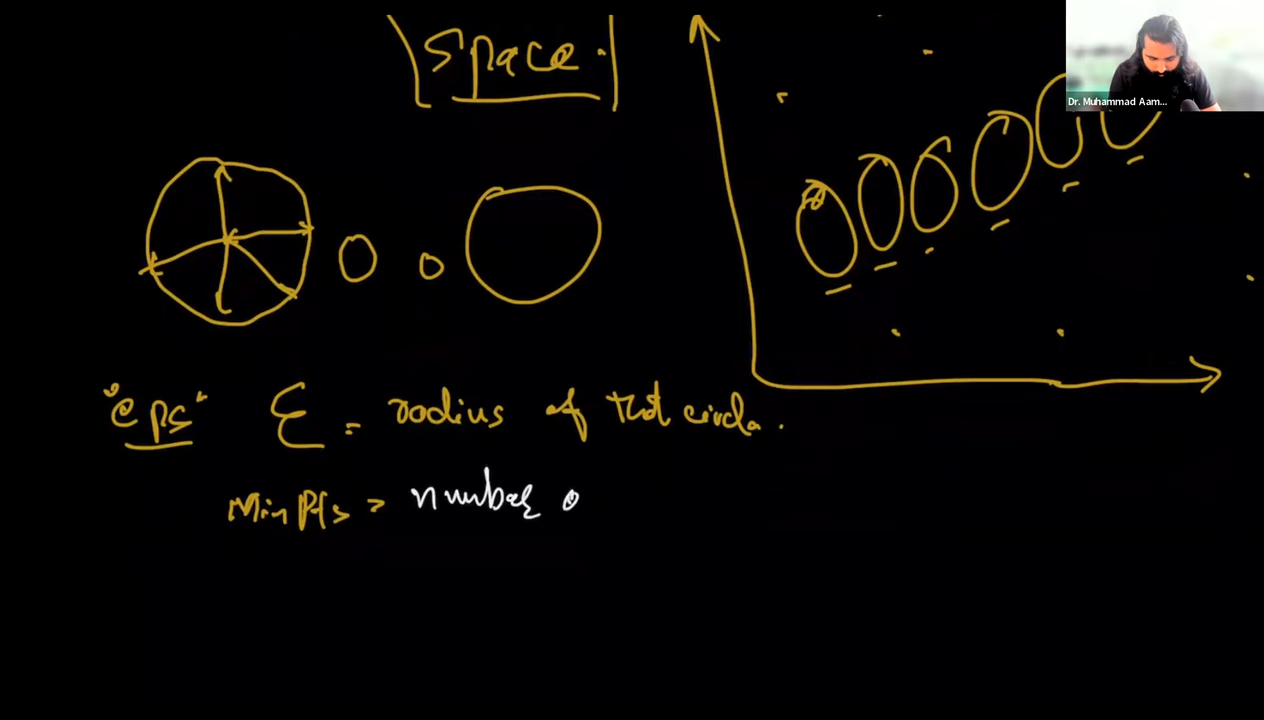 Space.
Dr. Muhammad Aam...
"eps" ε = radius of that circle.
MinPts = number o